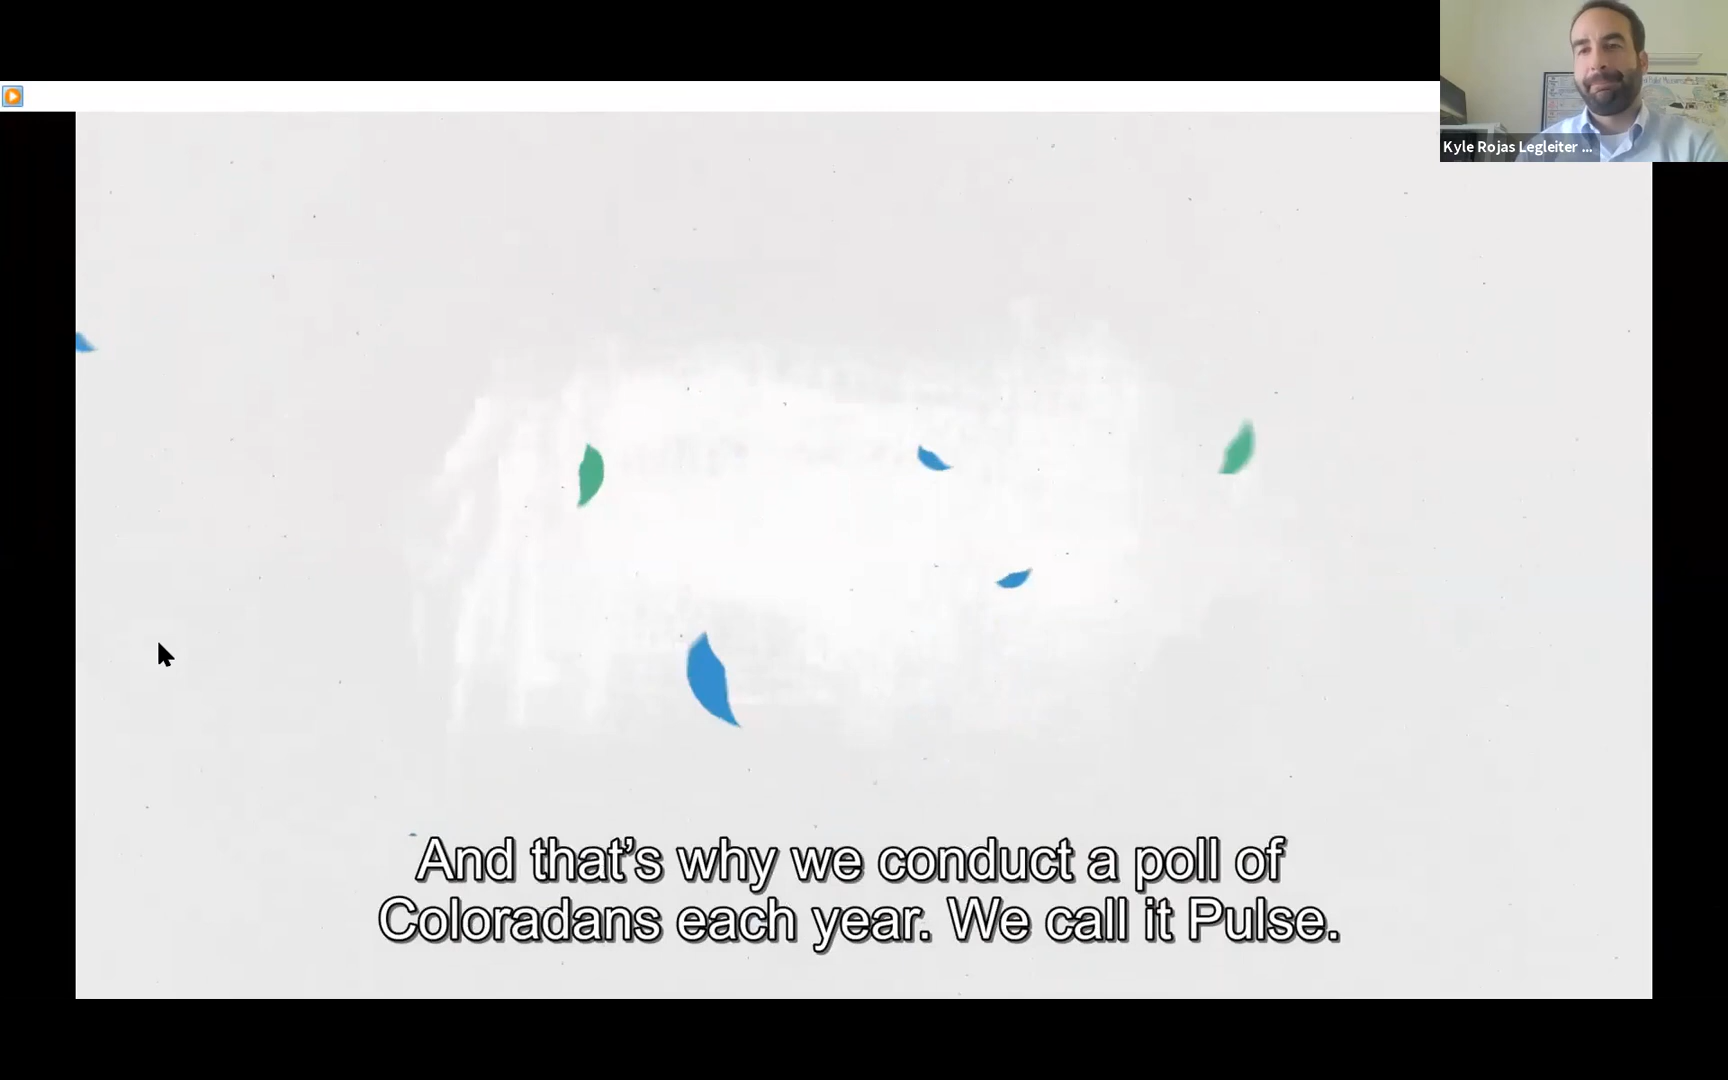 Kyle Rojas Legleiter ...
And that’s why we conduct a poll of
Coloradans each year. We call it Pulse.